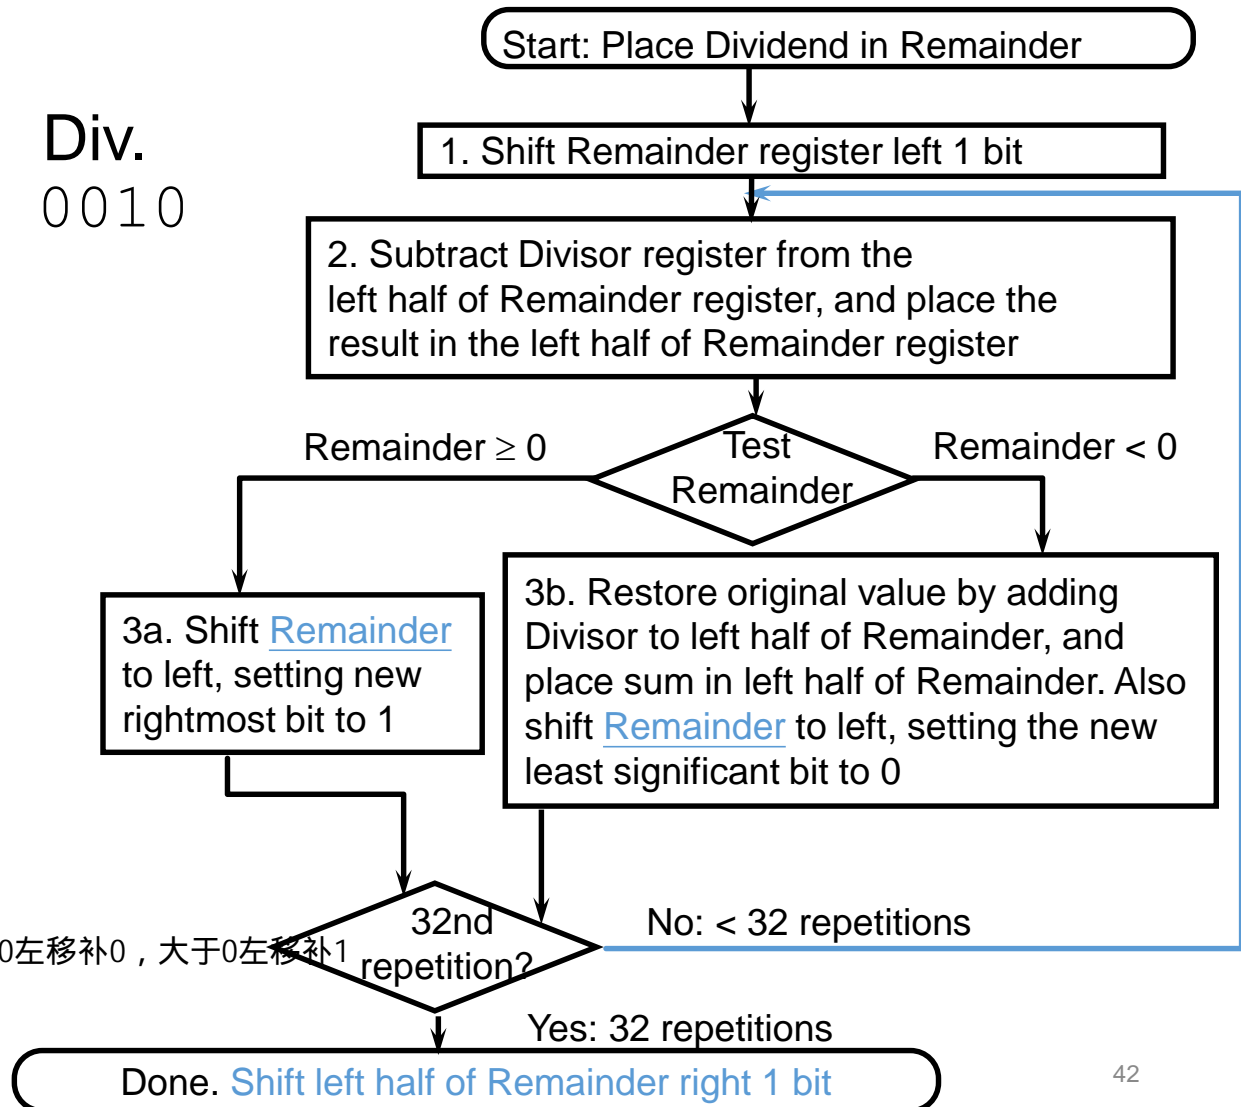 Start: Place Dividend in Remainder
Div.
0010
1. Shift Remainder register left 1 bit
2. Subtract Divisor register from the
left half of Remainder register, and place the
result in the left half of Remainder register
Remainder ≥ 0
Test
Remainder
Remainder < 0
3a. Shift Remainder
to left, setting new
rightmost bit to 1
3b. Restore original value by adding
Divisor to left half of Remainder, and
place sum in left half of Remainder. Also
shift Remainder to left, setting the new
least significant bit to 0
32nd
repetition?
No: < 32 repetitions
0左移补0，大于0左移补1
Yes: 32 repetitions
Done. Shift left half of Remainder right 1 bit
42